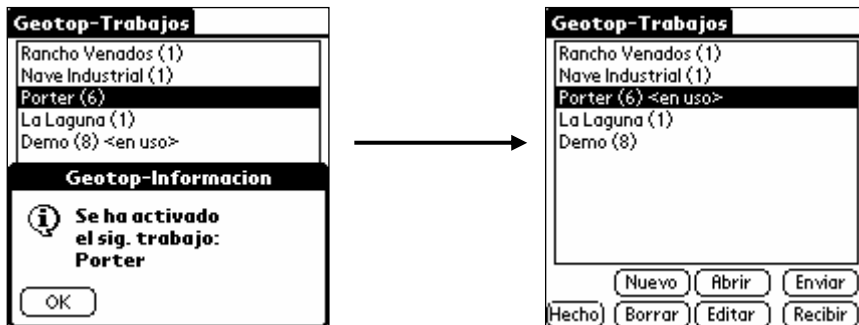 Geotop-Trabajos
Rancho Venados (1)
Nave Industrial (1)
Porter (6)
La Laguna (1)
Demo (8) <en uso>
Geotop-Informacion
Se ha activado
el sig. trabajo:
Porter
OK
Geotop-Trabajos
Rancho Venados (1)
Nave Industrial (1)
Porter (6) <en uso>
La Laguna (1)
Demo (8)
Nuevo Abrir Enviar
Hecho Borrar Editar Recibir